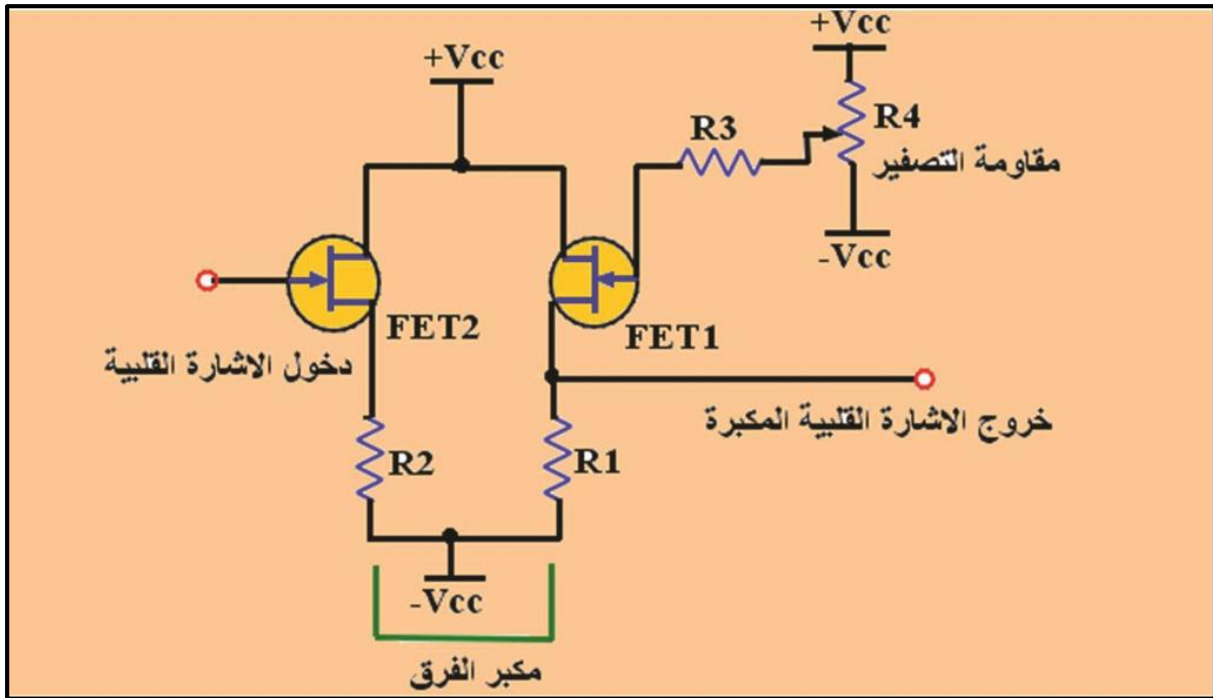 +Vcc
+Vcc
R3
R4
مقاومة التصفير
-Vcc
FET2
FET1
دخول الاشارة القلبية
خروج الاشارة القلبية المكبرة
R2
R1
-Vcc
مكبر الفرق